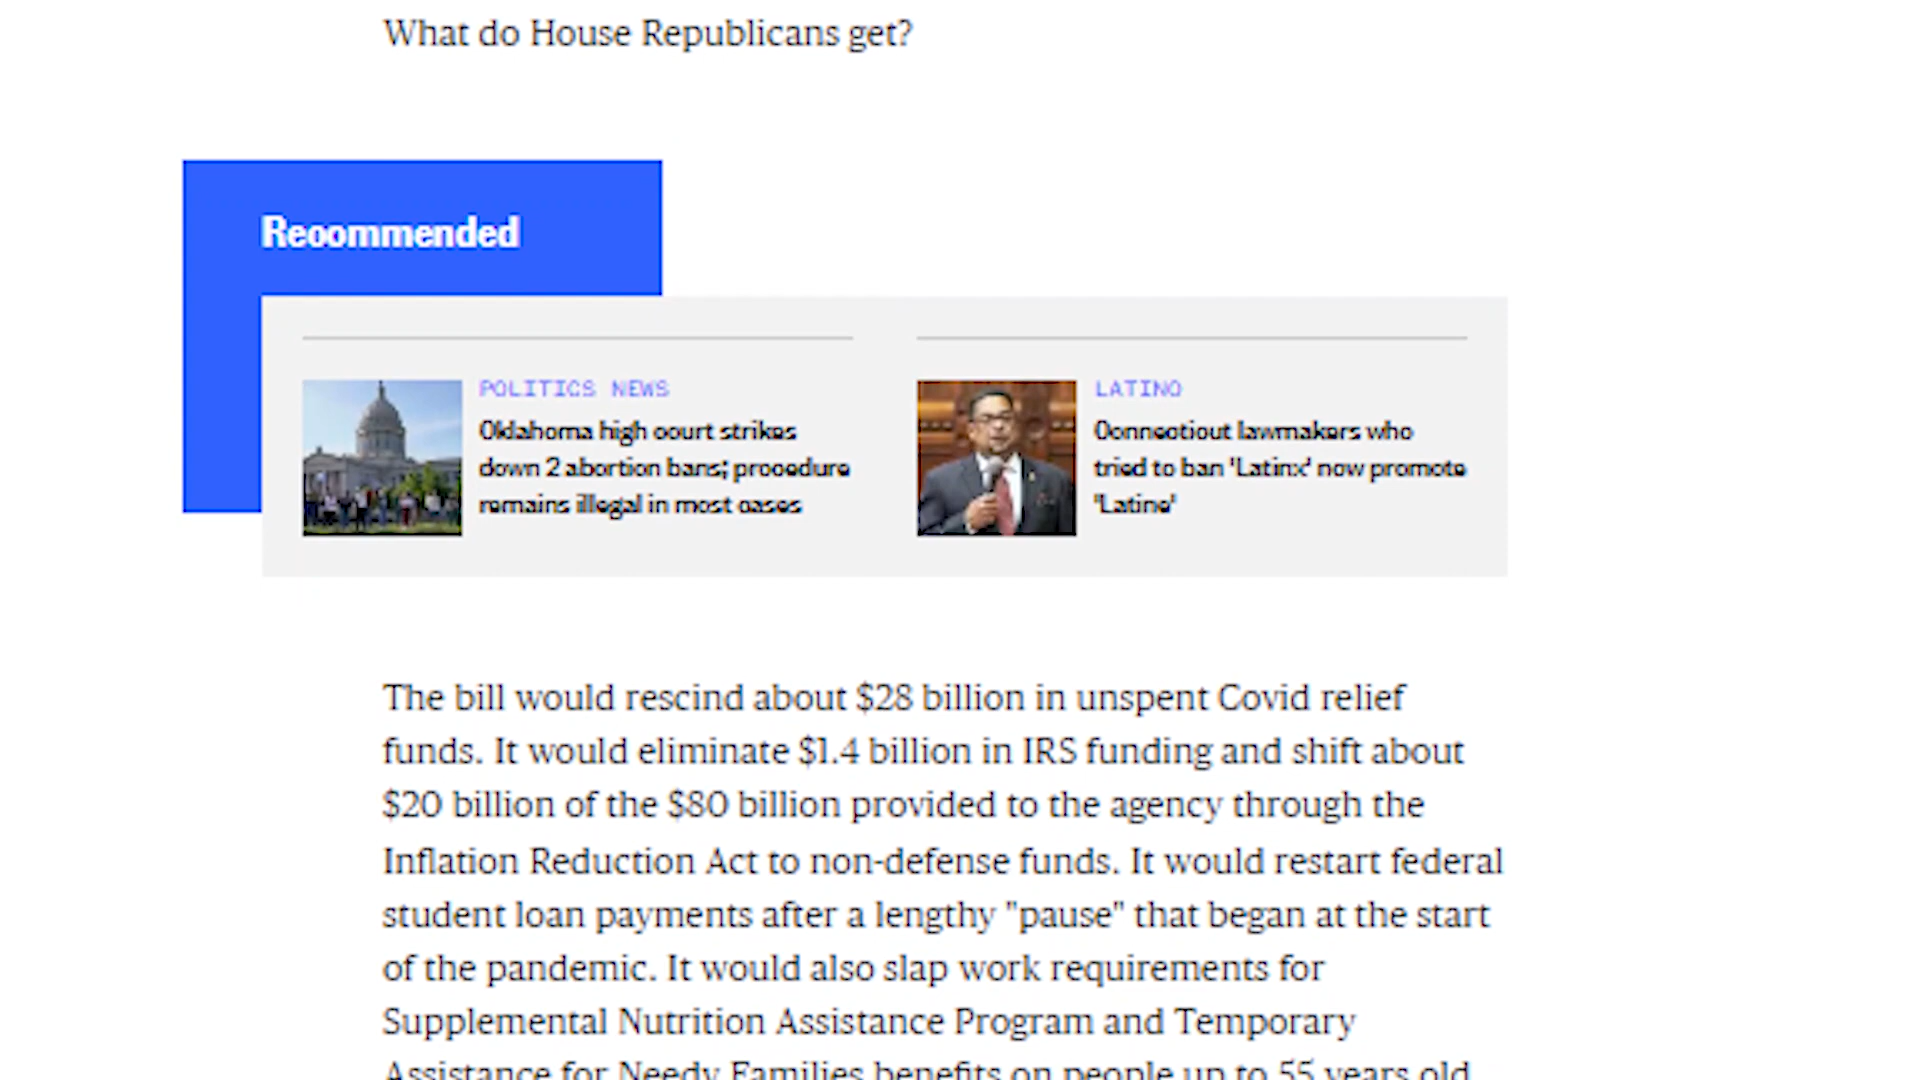 What do House Republicans get?
Recommended
POLITICS NEWS
Oklahoma high court strikes
down 2 abortion bans; procedure
remains illegal in most cases
LATINO
Connecticut lawmakers who
tried to ban 'Latinx' now promote
'Latine'
The bill would rescind about $28 billion in unspent Covid relief
funds. It would eliminate $1.4 billion in IRS funding and shift about
$20 billion of the $80 billion provided to the agency through the
Inflation Reduction Act to non-defense funds. It would restart federal
student loan payments after a lengthy "pause" that began at the start
of the pandemic. It would also slap work requirements for
Supplemental Nutrition Assistance Program and Temporary
Assistance for Needy Families benefits on people up to 55 years old